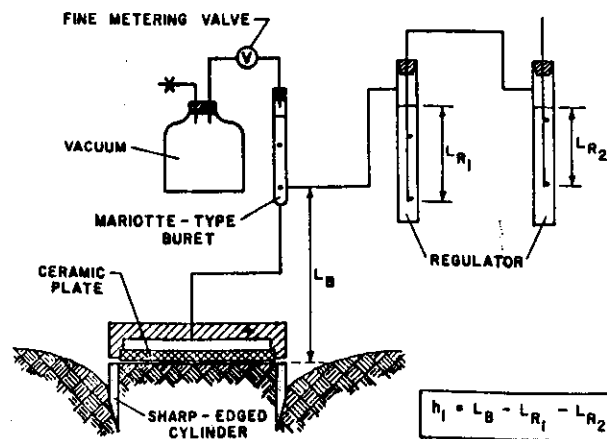 FINE METERING VALVE
V
VACUUM
MARIOTTE-TYPE
BURET
CERAMIC
PLATE
L_B
L_R₁
L_R₂
REGULATOR
SHARP-EDGED
CYLINDER
h₁ = L_B - L_R₁ - L_R₂